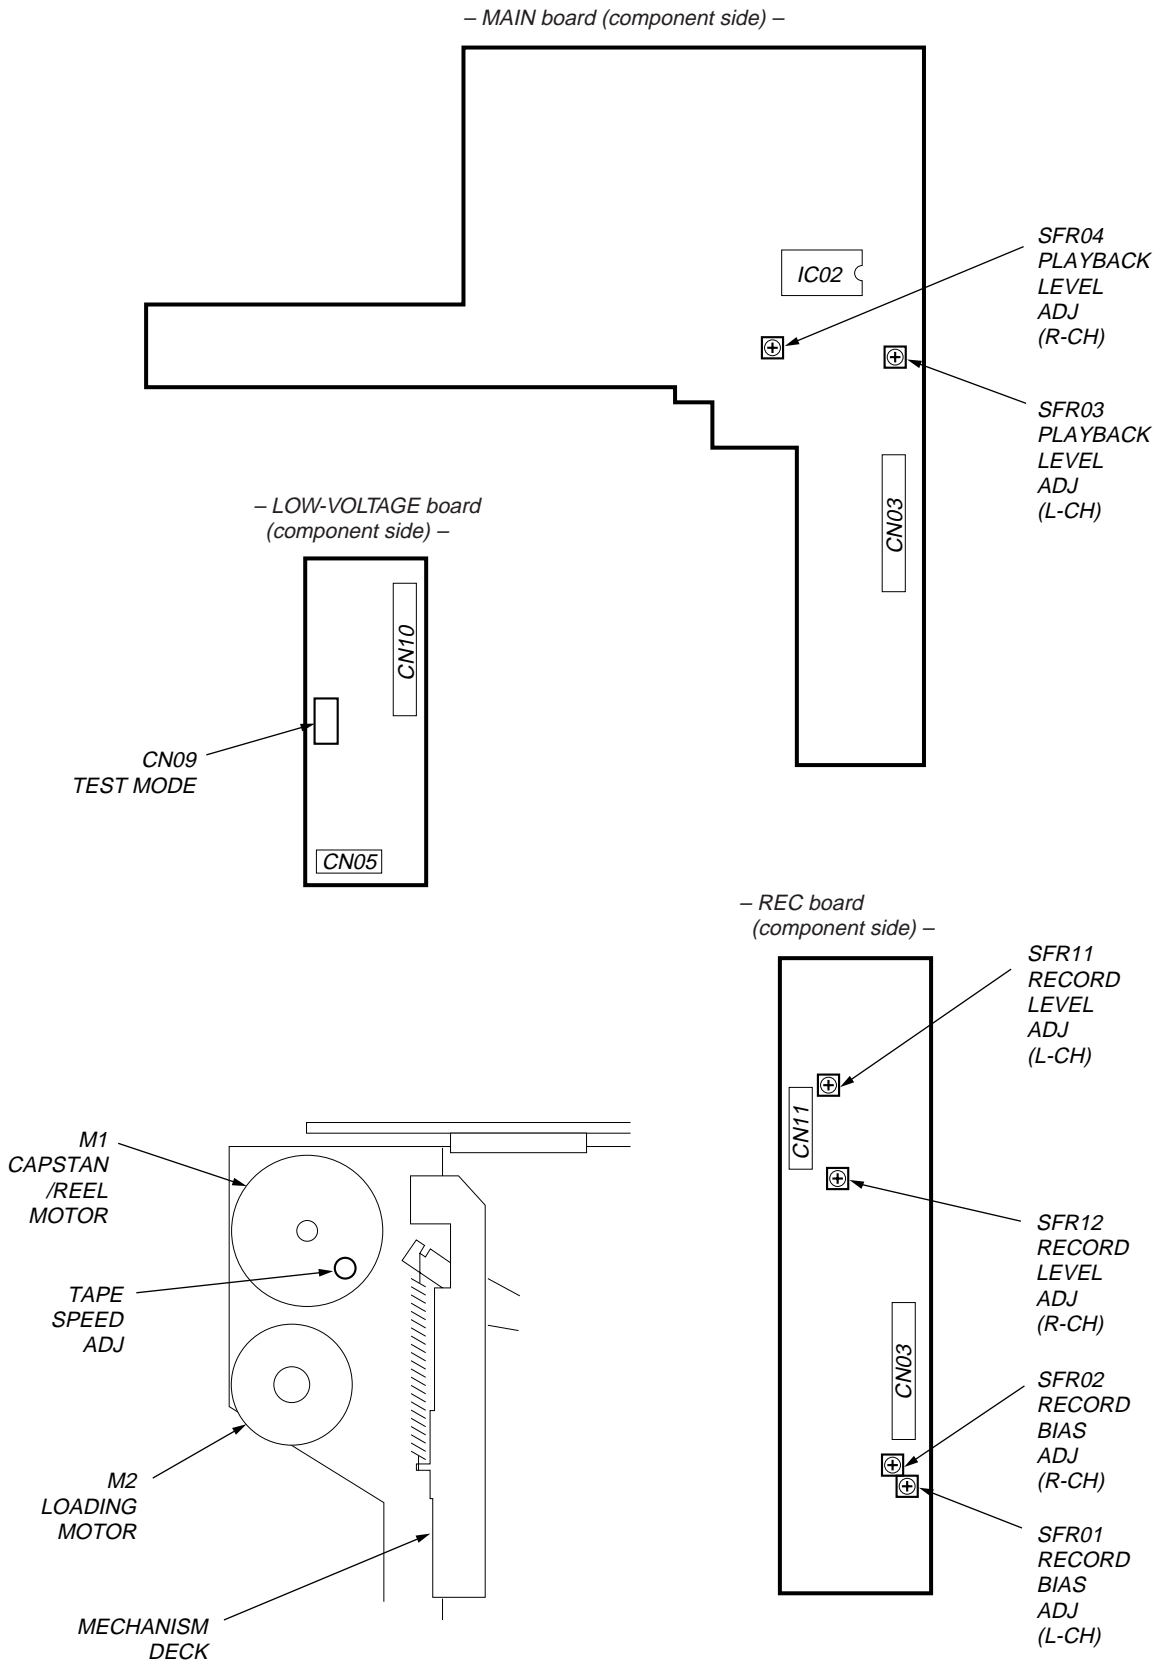 – MAIN board (component side) –
IC02
SFR04
PLAYBACK
LEVEL
ADJ
(R-CH)
SFR03
PLAYBACK
LEVEL
ADJ
(L-CH)
CN03
– LOW-VOLTAGE board
(component side) –
CN10
CN09
TEST MODE
CN05
– REC board
(component side) –
SFR11
RECORD
LEVEL
ADJ
(L-CH)
CN11
SFR12
RECORD
LEVEL
ADJ
(R-CH)
CN03
SFR02
RECORD
BIAS
ADJ
(R-CH)
SFR01
RECORD
BIAS
ADJ
(L-CH)
M1
CAPSTAN
/REEL
MOTOR
TAPE
SPEED
ADJ
M2
LOADING
MOTOR
MECHANISM
DECK